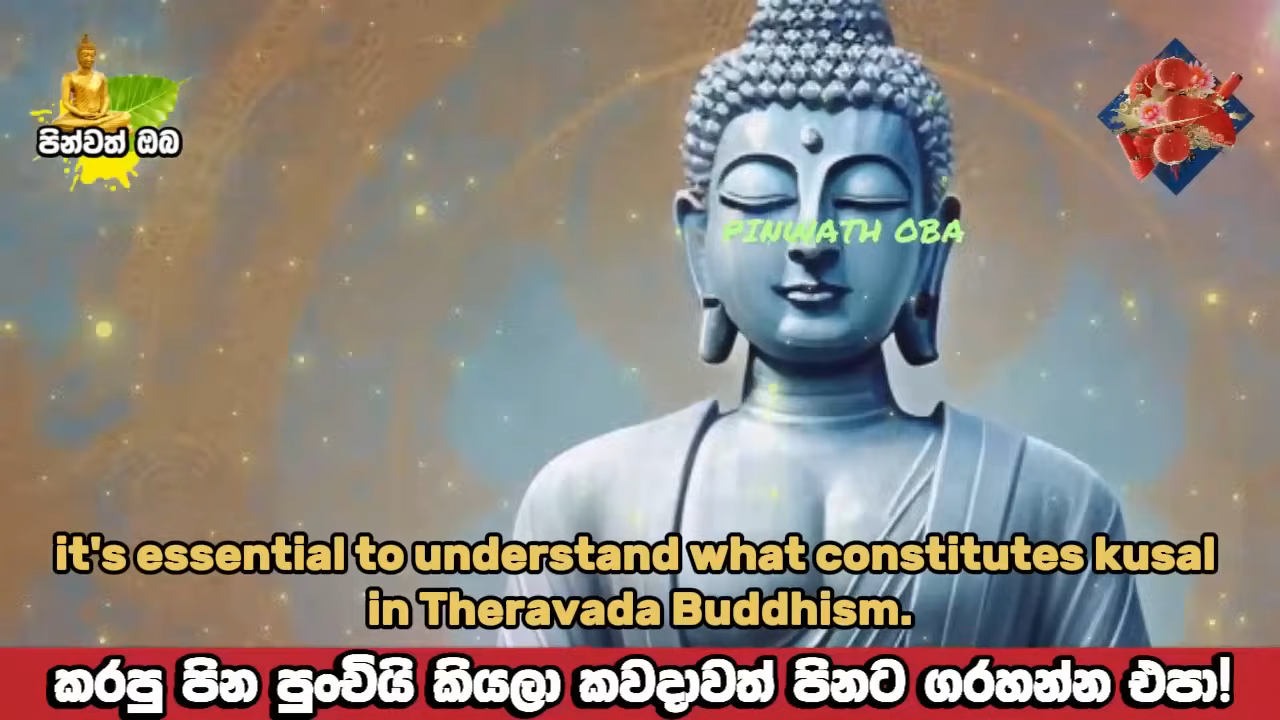 පින්වත් ඔබ
PINWATH OBA
it's essential to understand what constitutes kusal
in Theravada Buddhism.
කරපු පින පුංචියි කියලා කවදාවත් පිනට ගරහන්න එපා!